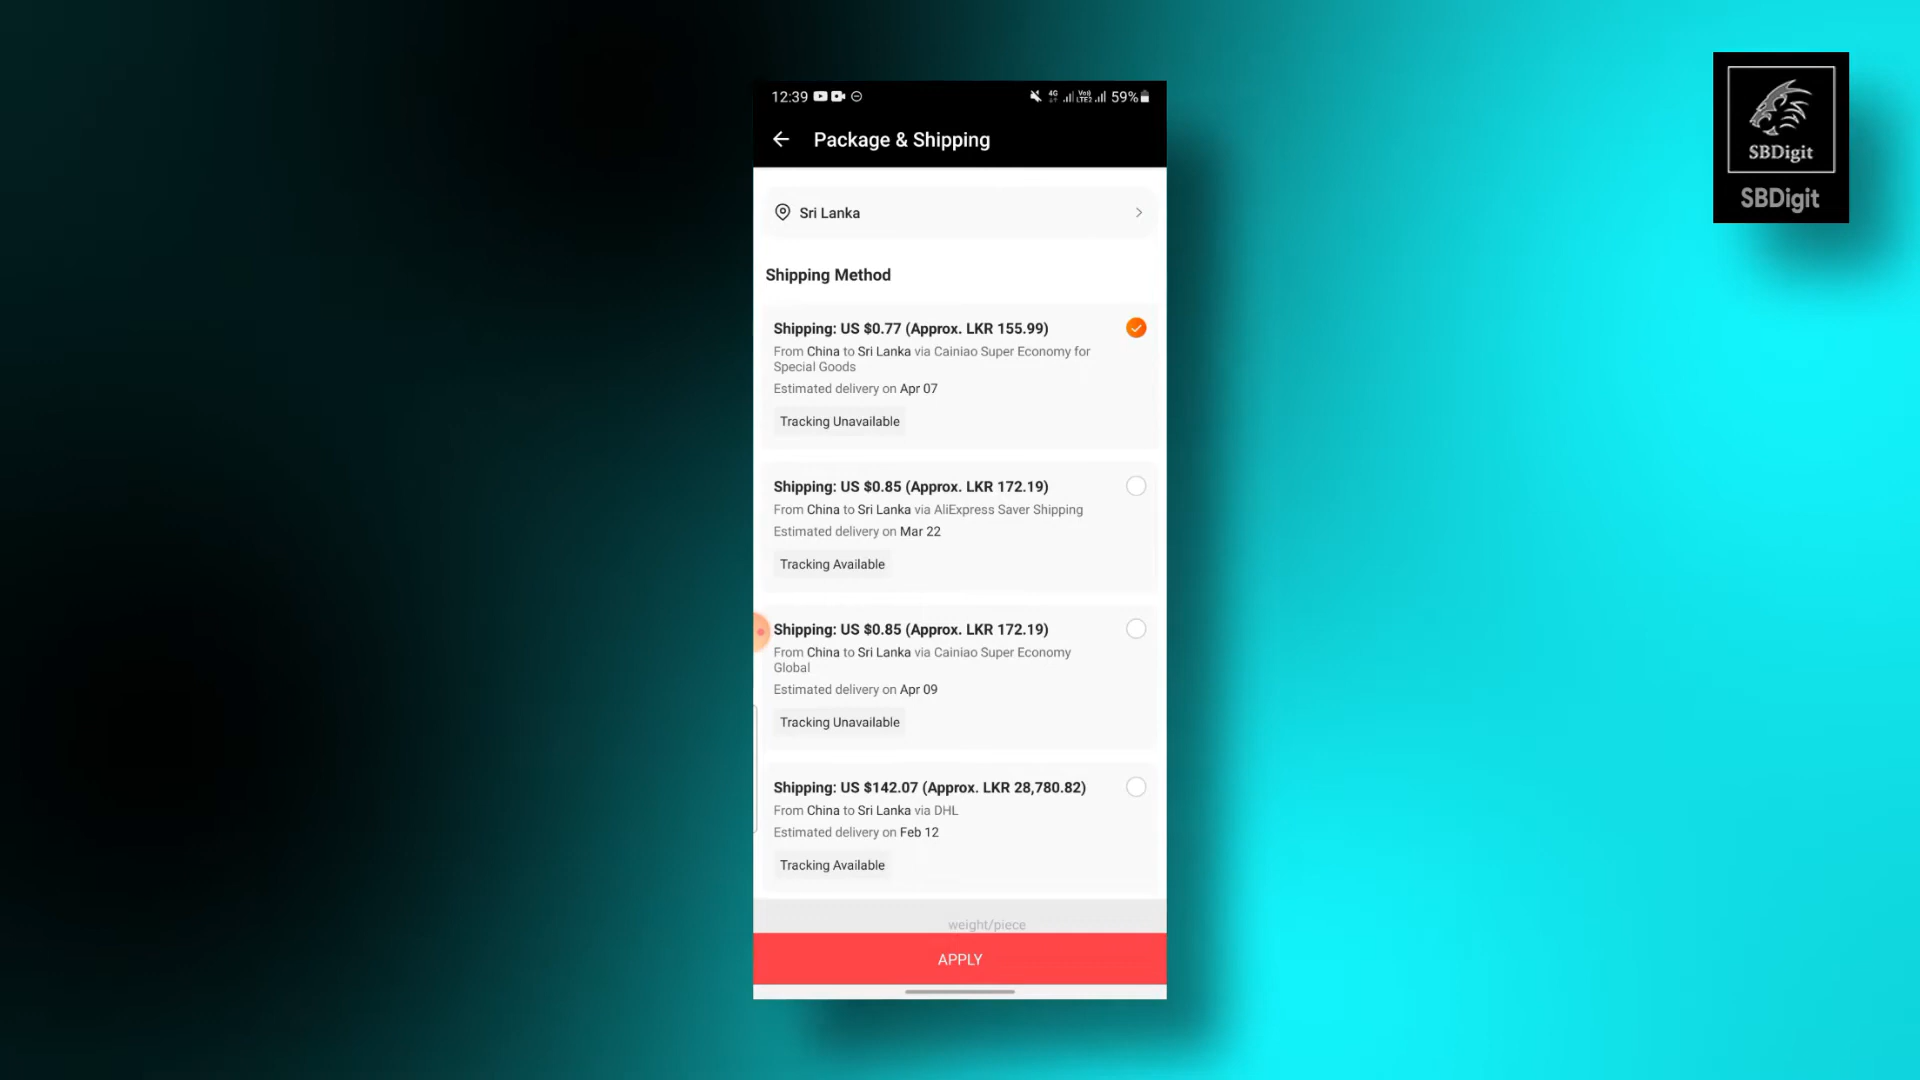 12:39
4G
Vo)) LTE2
59%
Package & Shipping
SBDigit
SBDigit
Sri Lanka
Shipping Method
Shipping: US $0.77 (Approx. LKR 155.99)
From China to Sri Lanka via Cainiao Super Economy for
Special Goods
Estimated delivery on Apr 07
Tracking Unavailable
Shipping: US $0.85 (Approx. LKR 172.19)
From China to Sri Lanka via AliExpress Saver Shipping
Estimated delivery on Mar 22
Tracking Available
Shipping: US $0.85 (Approx. LKR 172.19)
From China to Sri Lanka via Cainiao Super Economy
Global
Estimated delivery on Apr 09
Tracking Unavailable
Shipping: US $142.07 (Approx. LKR 28,780.82)
From China to Sri Lanka via DHL
Estimated delivery on Feb 12
Tracking Available
weight/piece
APPLY